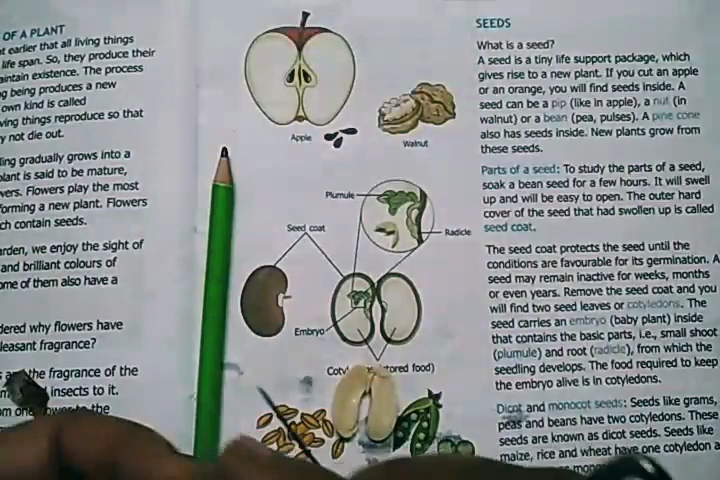 OF A PLANT
earlier that all living things
life span. So, they produce their
existence. The process
being produces a new
own kind is called
things reproduce so that
not die out.
gradually grows into a
is said to be mature,
Flowers play the most
forming a new plant. Flowers
contain seeds.
we enjoy the sight of
and brilliant colours of
of them also have a
why flowers have
fragrance?
the fragrance of the
insects to it.
the
Apple
Walnut
Plumule
Radicle
Seed coat
Embryo
food)
SEEDS
What is a seed?
A seed is a tiny life support package, which
gives rise to a new plant. If you cut an apple
or an orange, you will find seeds inside. A
seed can be a pip (like in apple), a nut (in
walnut) or a bean (pea, pulses). A pine cone
also has seeds inside. New plants grow from
these seeds.
Parts of a seed: To study the parts of a seed,
soak a bean seed for a few hours. It will swell
up and will be easy to open. The outer hard
cover of the seed that had swollen up is called
seed coat.
The seed coat protects the seed until the
conditions are favourable for its germination. A
seed may remain inactive for weeks, months
or even years. Remove the seed coat and you
will find two seed leaves or cotyledons. The
seed carries an embryo (baby plant) inside
that contains the basic parts, i.e., small shoot
(plumule) and root (radicle), from which the
seedling develops. The food required to keep
the embryo alive is in cotyledons.
Dicot and monocot seeds: Seeds like grams,
peas and beans have two cotyledons. These
seeds are known as dicot seeds. Seeds like
maize, rice and wheat have one cotyledon a